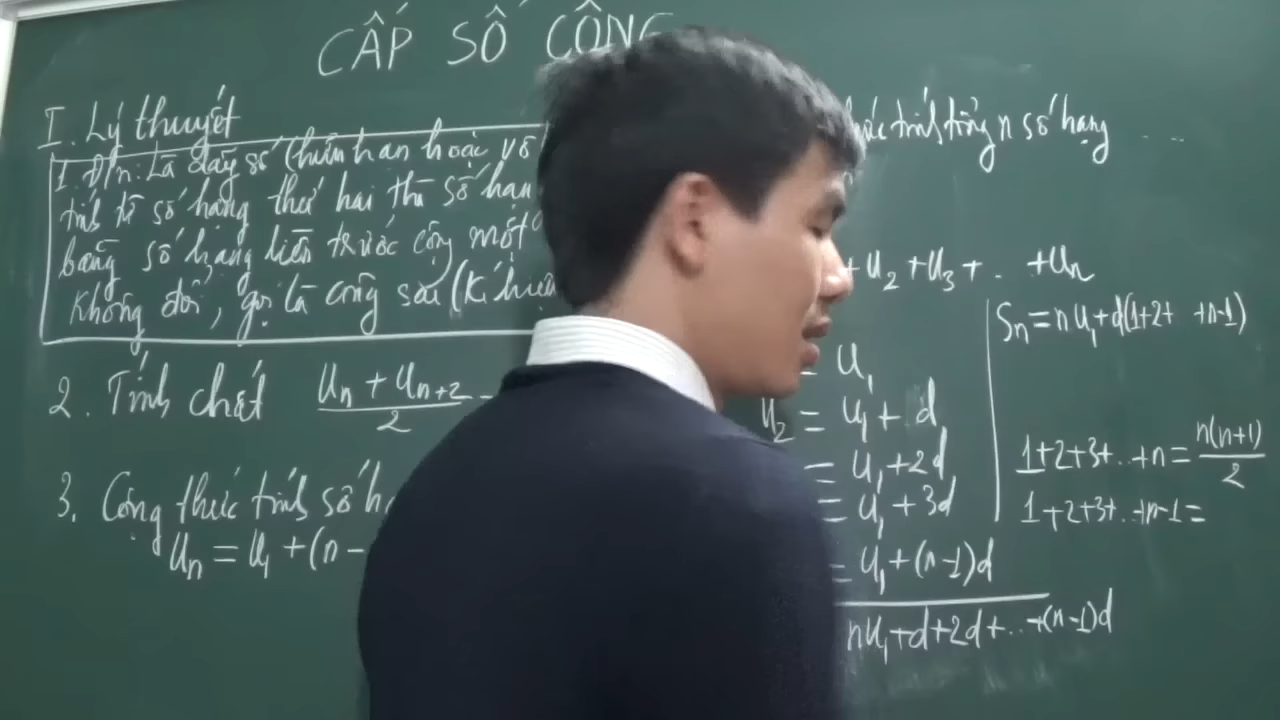 CẤP SỐ CỘNG
I. Lý thuyết
1. Đ/n: Là dãy số (hữu hạn hoặc vô
tính từ số hạng thứ hai thì số hạn
bằng số hạng liền trước cộng một
không đổi, gọi là công sai (kí hiệu
2. Tính chất
Un + Un+2
2
3. Công thức tính số h
Un = U1 + (n -
tính tổng n số hạng ...
+ U2 + U3 + .. + Un
= U1
U2 = U1 + d
= U1 + 2d
= U1 + 3d
= U1 + (n-1)d
nU1 + d + 2d + ... + (n-1)d
Sn = nU1 + d(1+2+ +n-1)
1+2+3+...+n = n(n+1)/2
1+2+3+...+n-1 =